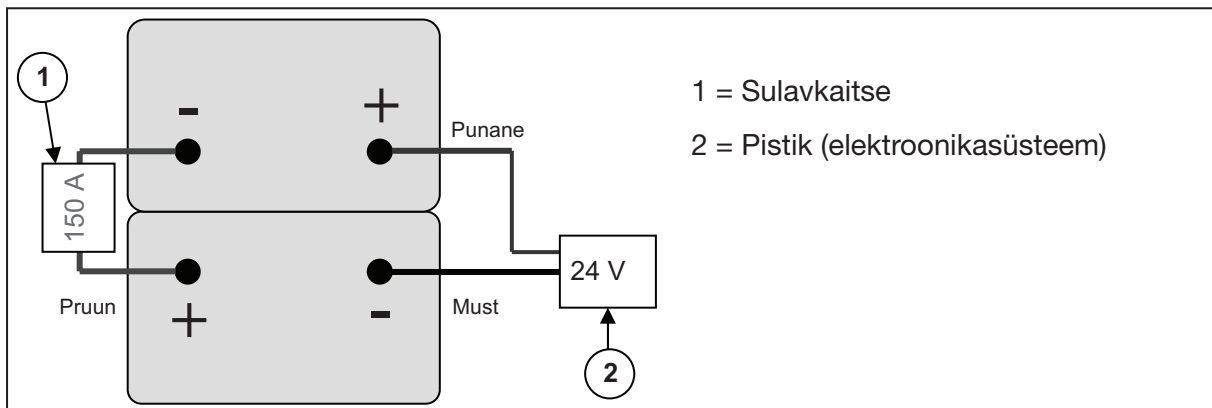 1
-
+
Punane
150 A
24 V
Pruun
+
-
Must
2
1 = Sulavkaitse
2 = Pistik (elektroonikasüsteem)